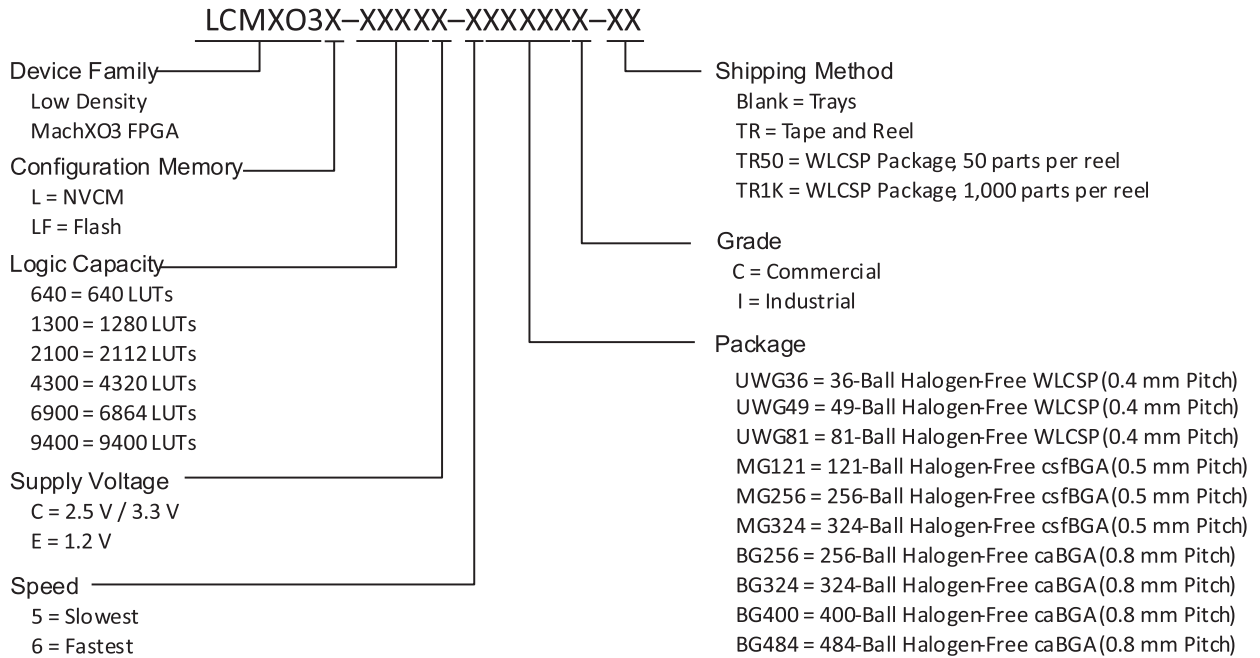 LCMXO3X–XXXXX–XXXXXXX–XX
Device Family
Low Density
MachXO3 FPGA
Configuration Memory
L = NVCM
LF = Flash
Logic Capacity
640 = 640 LUTs
1300 = 1280 LUTs
2100 = 2112 LUTs
4300 = 4320 LUTs
6900 = 6864 LUTs
9400 = 9400 LUTs
Supply Voltage
C = 2.5 V / 3.3 V
E = 1.2 V
Speed
5 = Slowest
6 = Fastest
Shipping Method
Blank = Trays
TR = Tape and Reel
TR50 = WLCSP Package, 50 parts per reel
TR1K = WLCSP Package, 1,000 parts per reel
Grade
C = Commercial
I = Industrial
Package
UWG36 = 36-Ball Halogen-Free WLCSP (0.4 mm Pitch)
UWG49 = 49-Ball Halogen-Free WLCSP (0.4 mm Pitch)
UWG81 = 81-Ball Halogen-Free WLCSP (0.4 mm Pitch)
MG121 = 121-Ball Halogen-Free csfBGA (0.5 mm Pitch)
MG256 = 256-Ball Halogen-Free csfBGA (0.5 mm Pitch)
MG324 = 324-Ball Halogen-Free csfBGA (0.5 mm Pitch)
BG256 = 256-Ball Halogen-Free caBGA (0.8 mm Pitch)
BG324 = 324-Ball Halogen-Free caBGA (0.8 mm Pitch)
BG400 = 400-Ball Halogen-Free caBGA (0.8 mm Pitch)
BG484 = 484-Ball Halogen-Free caBGA (0.8 mm Pitch)